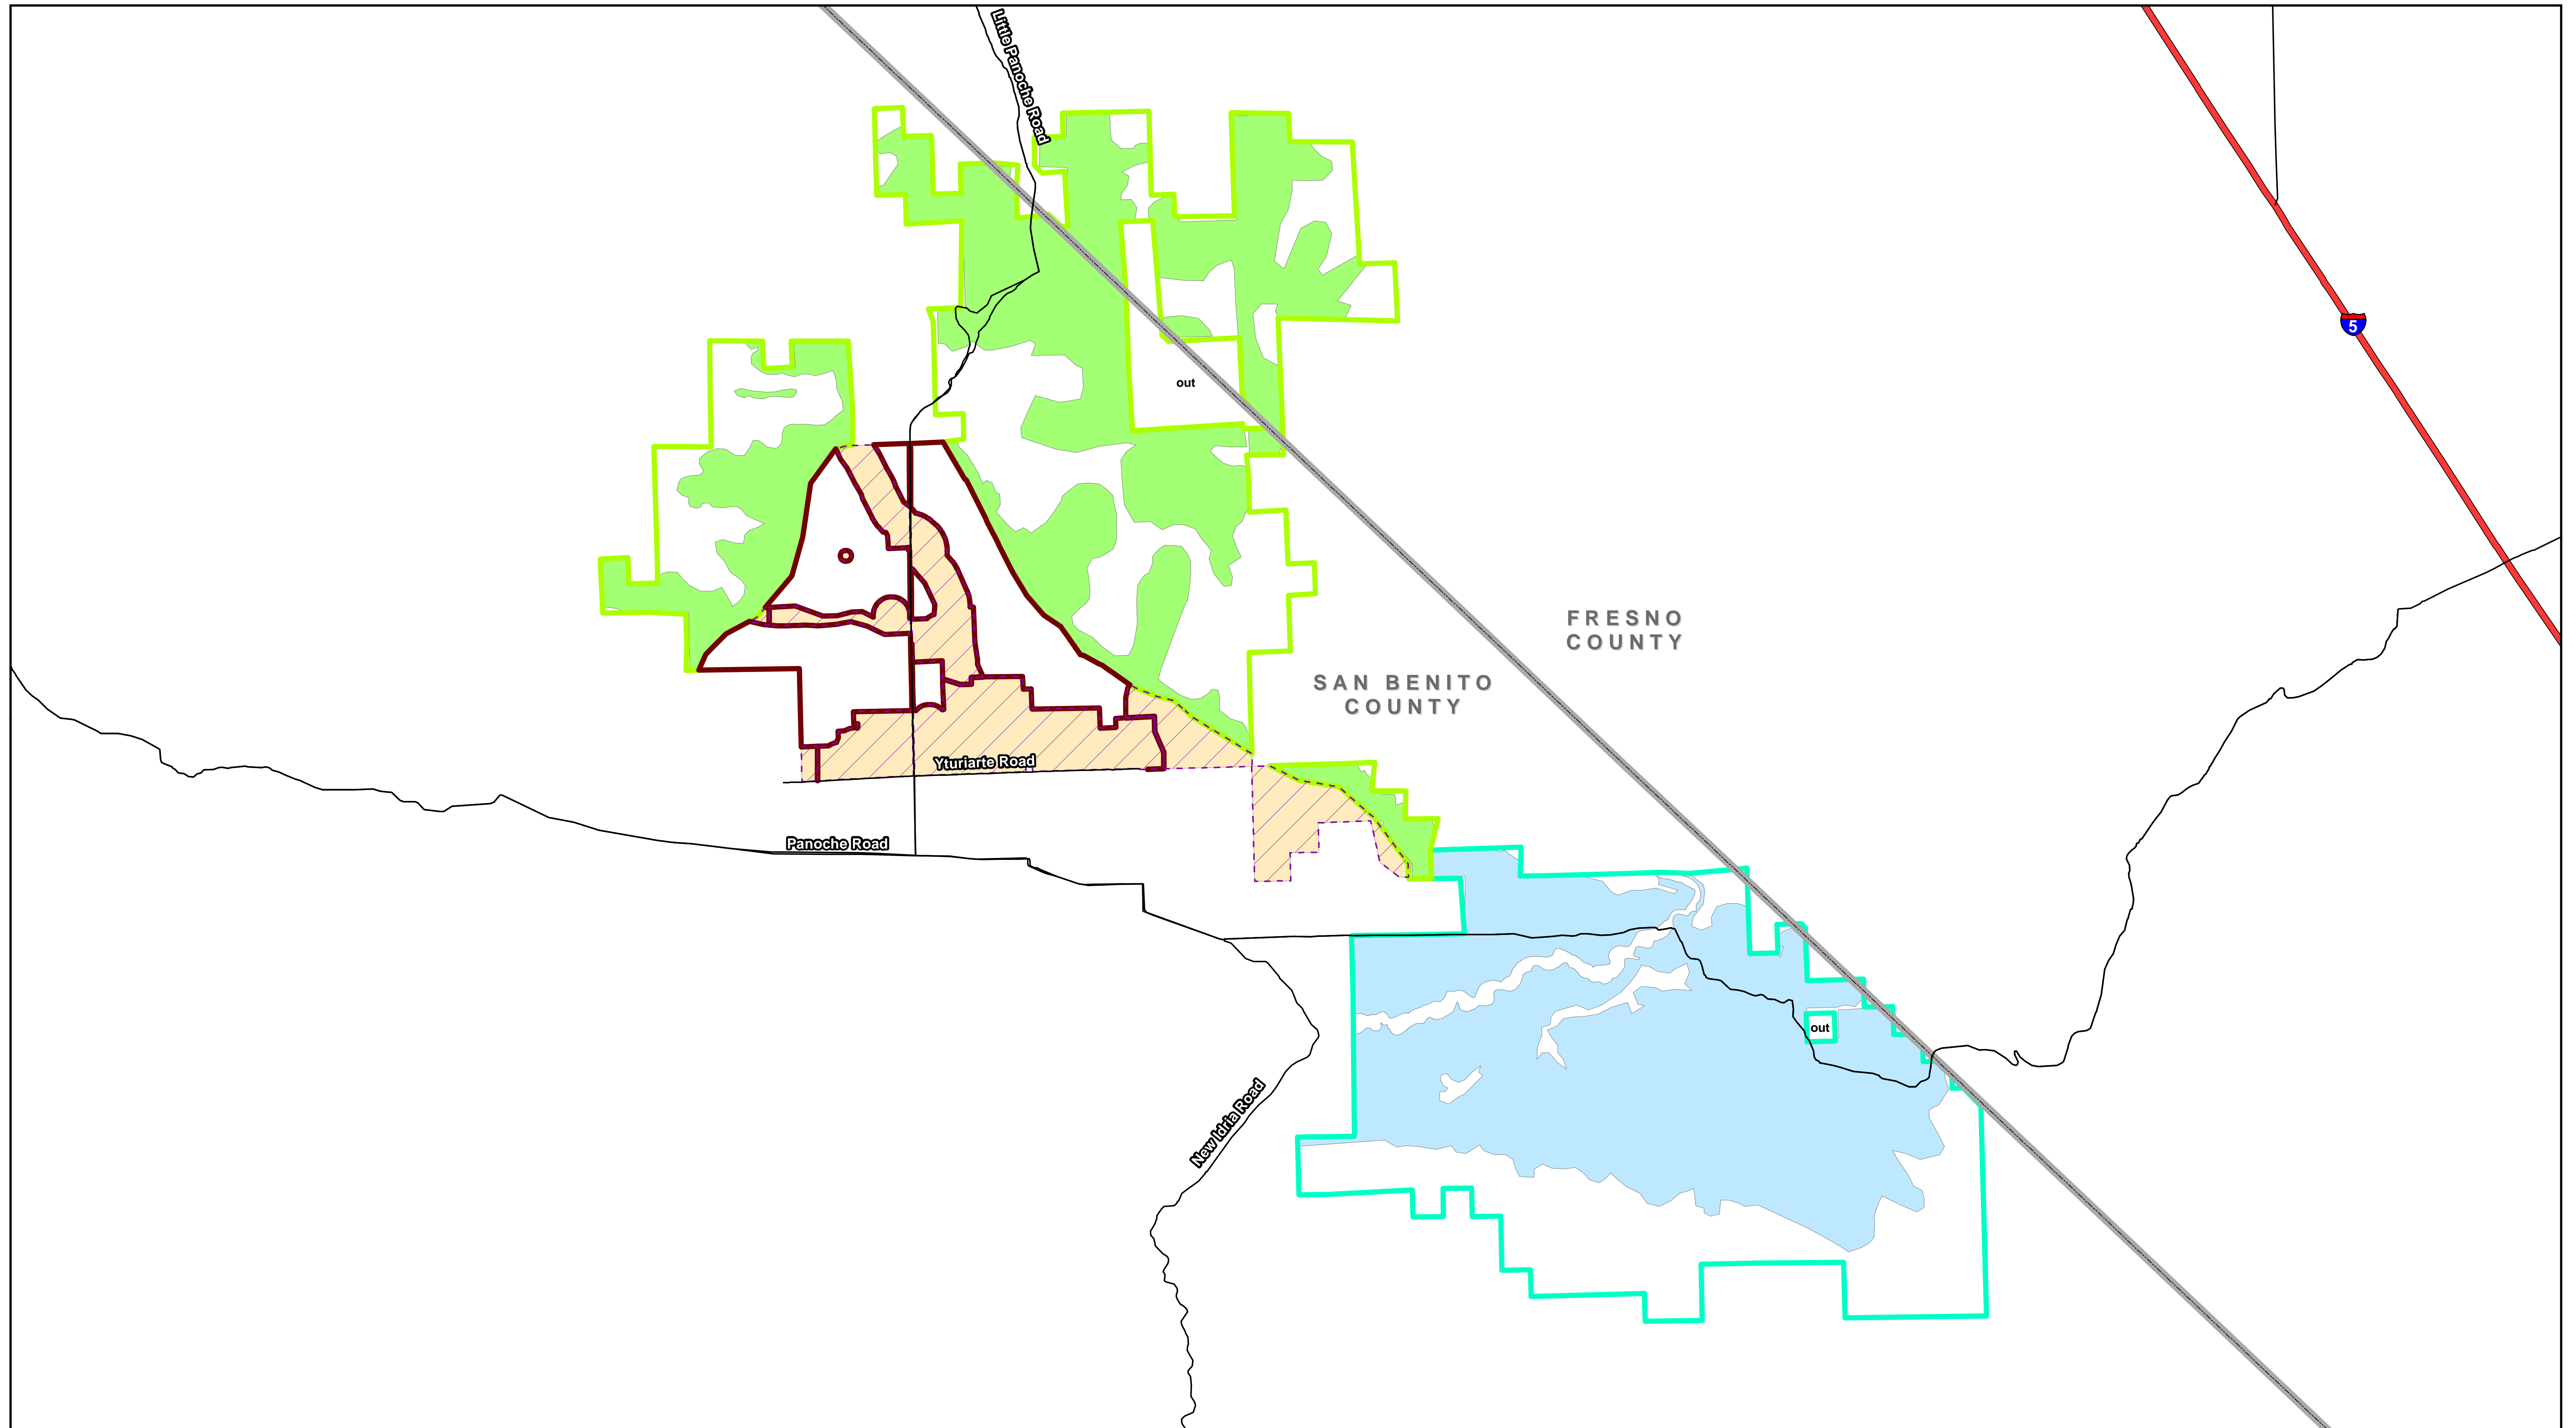 Little Panoche Road
5
out
FRESNO
COUNTY
SAN BENITO
COUNTY
Yturiarte Road
Panoche Road
out
New Idria Road